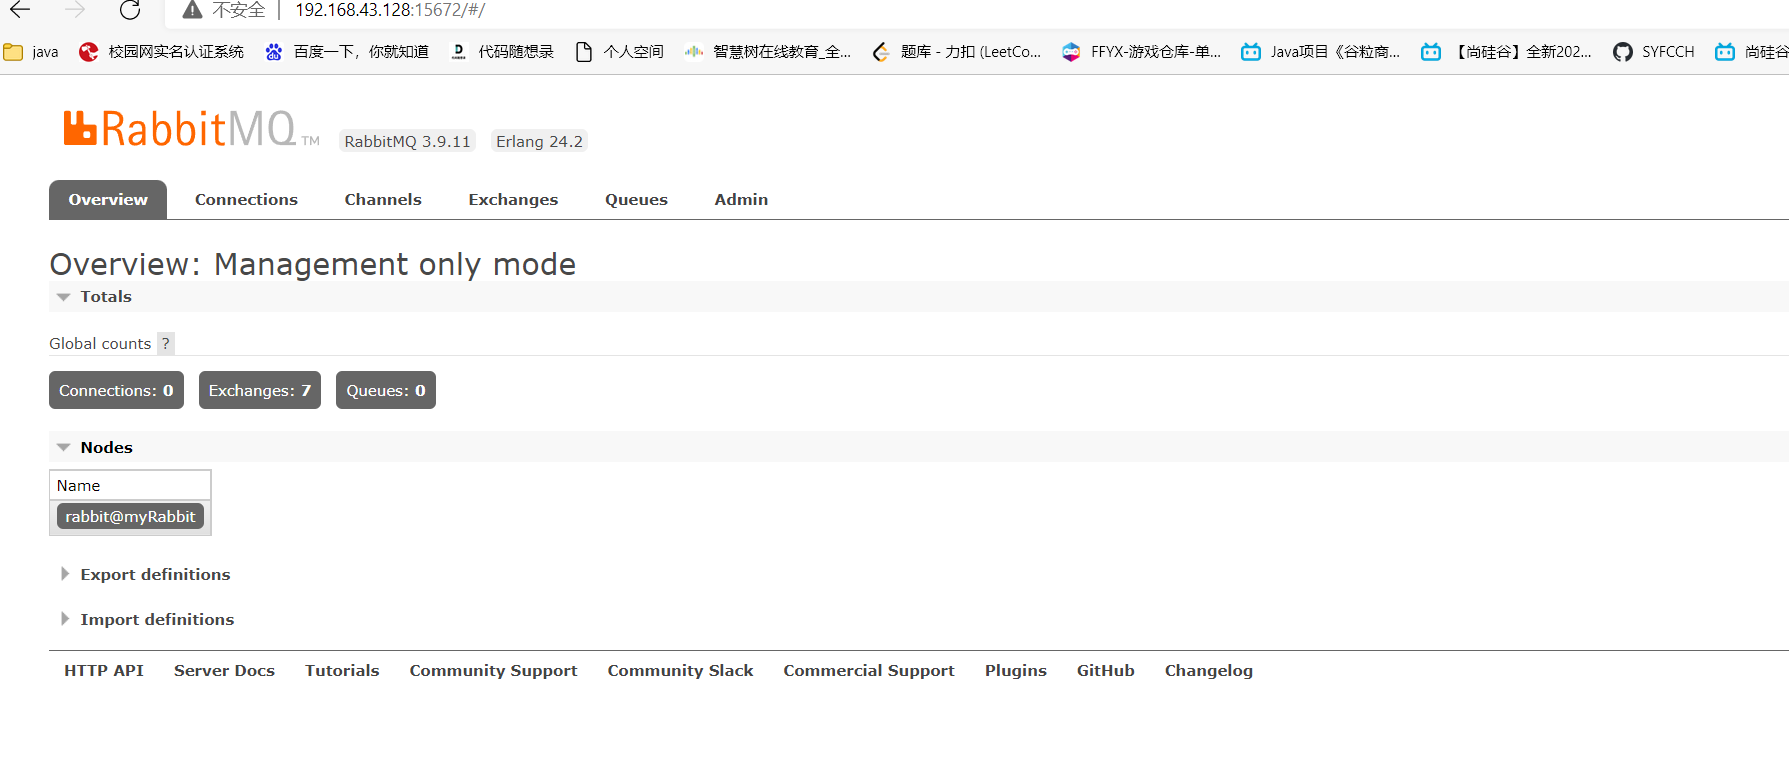 不安全 192.168.43.128:15672/#/
java 校园网实名认证系统 百度一下，你就知道 代码随想录 个人空间 智慧树在线教育_全... 题库 - 力扣 (LeetCo... FFYX-游戏仓库-单... Java项目《谷粒商... 【尚硅谷】全新202... SYFCCH 尚硅谷
RabbitMQ TM RabbitMQ 3.9.11 Erlang 24.2
Overview Connections Channels Exchanges Queues Admin
Overview: Management only mode
Totals
Global counts ?
Connections: 0 Exchanges: 7 Queues: 0
Nodes
Name
rabbit@myRabbit
Export definitions
Import definitions
HTTP API Server Docs Tutorials Community Support Community Slack Commercial Support Plugins GitHub Changelog